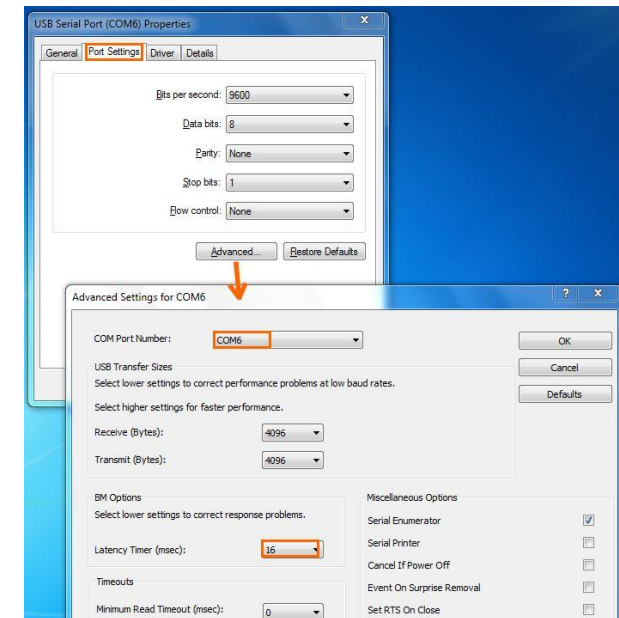 USB Serial Port (COM6) Properties
General Port Settings Driver Details
Bits per second: 9600
Data bits: 8
Parity: None
Stop bits: 1
Flow control: None
Advanced... Restore Defaults
Advanced Settings for COM6
COM Port Number: COM6
OK
USB Transfer Sizes
Cancel
Select lower settings to correct performance problems at low baud rates.
Defaults
Select higher settings for faster performance.
Receive (Bytes): 4096
Transmit (Bytes): 4096
BM Options
Select lower settings to correct response problems.
Latency Timer (msec): 16
Timeouts
Minimum Read Timeout (msec): 0
Miscellaneous Options
Serial Enumerator
Serial Printer
Cancel If Power Off
Event On Surprise Removal
Set RTS On Close